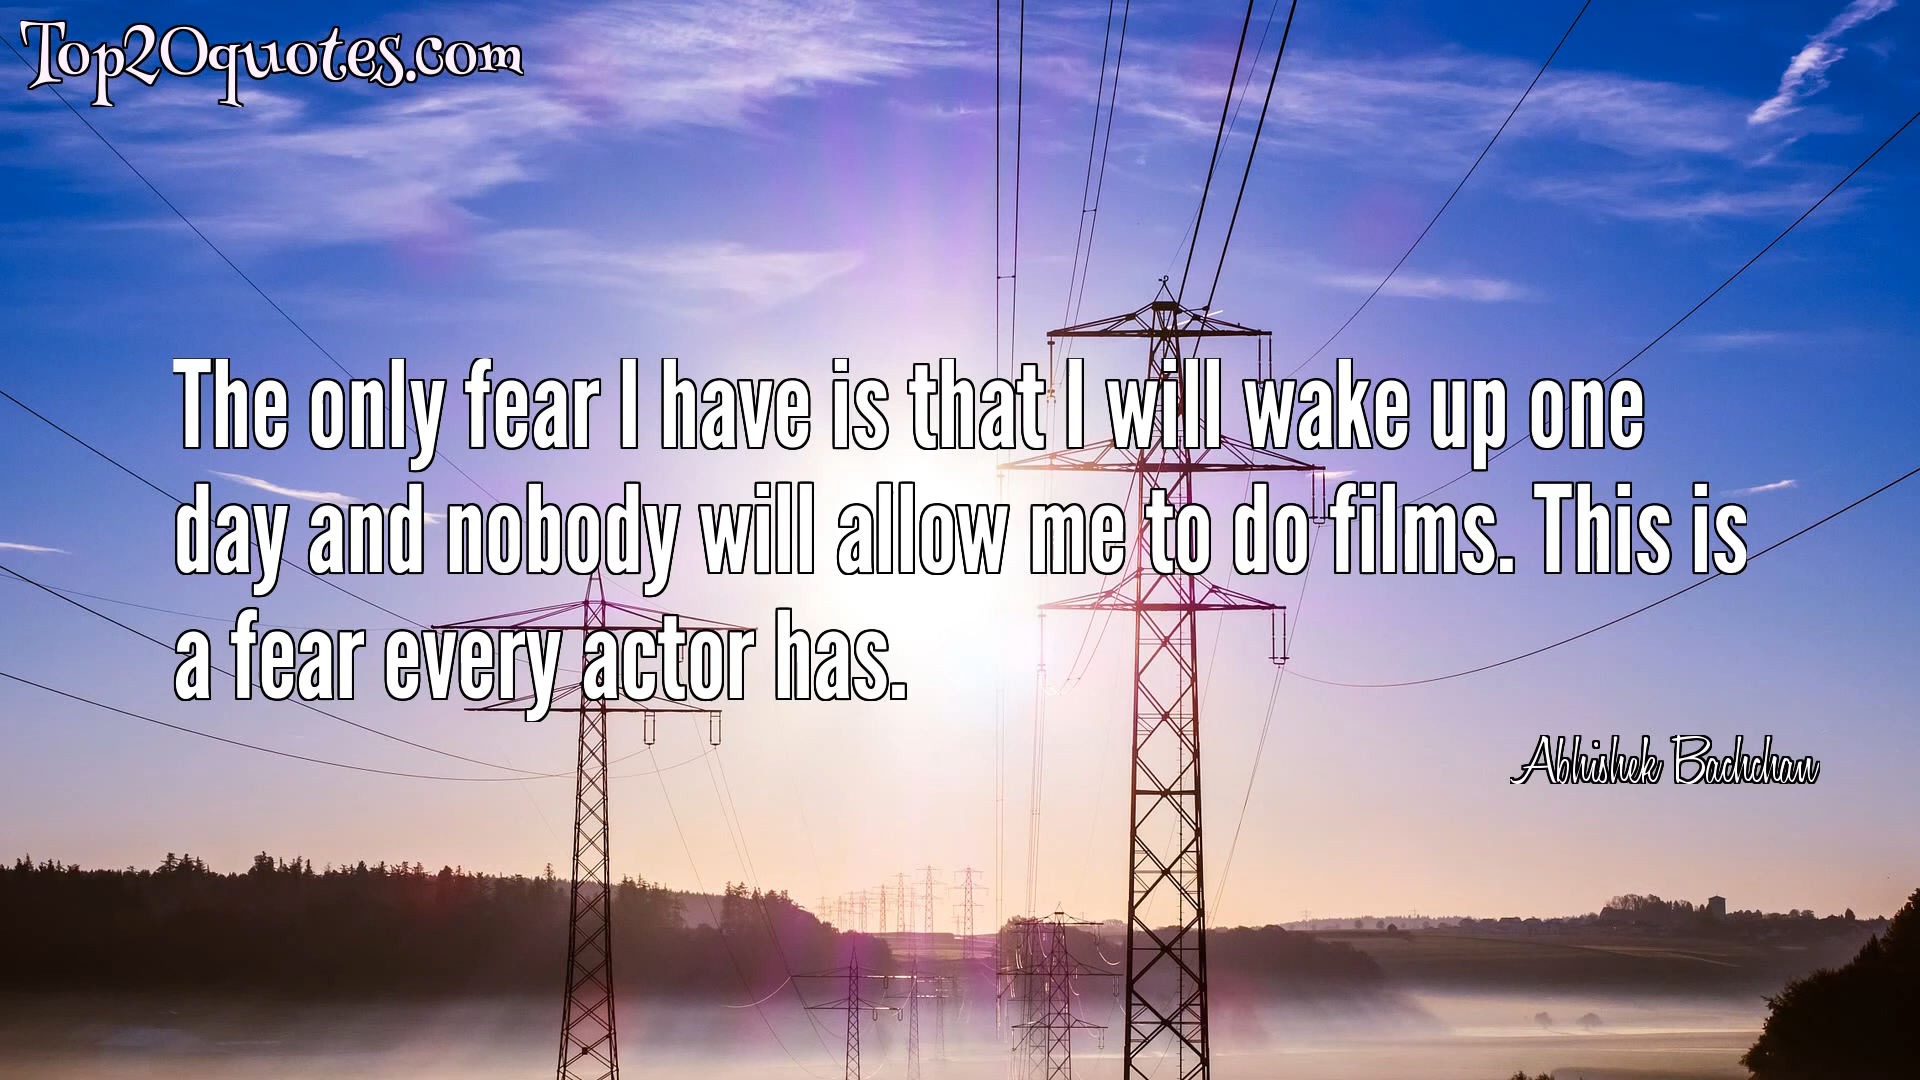 Top20quotes.com
The only fear I have is that I will wake up one
day and nobody will allow me to do films. This is
a fear every actor has.
Abhishek Bachchan